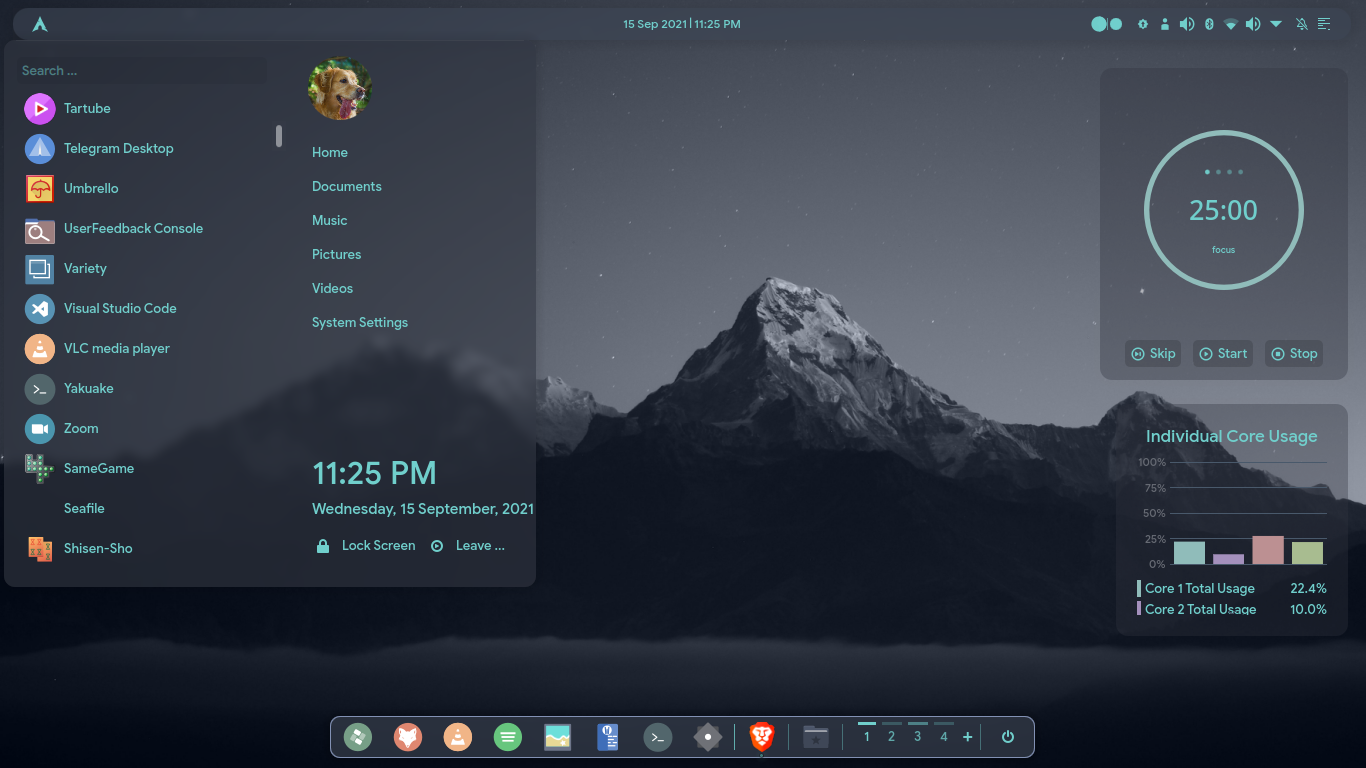 15 Sep 2021 | 11:25 PM
Search ...
Tartube
Telegram Desktop
Umbrello
UserFeedback Console
Variety
Visual Studio Code
VLC media player
Yakuake
Zoom
SameGame
Seafile
Shisen-Sho
Home
Documents
Music
Pictures
Videos
System Settings
11:25 PM
Wednesday, 15 September, 2021
Lock Screen Leave ...
25:00
focus
Skip Start Stop
Individual Core Usage
100%
75%
50%
25%
0%
Core 1 Total Usage 22.4%
Core 2 Total Usage 10.0%
1 2 3 4 +